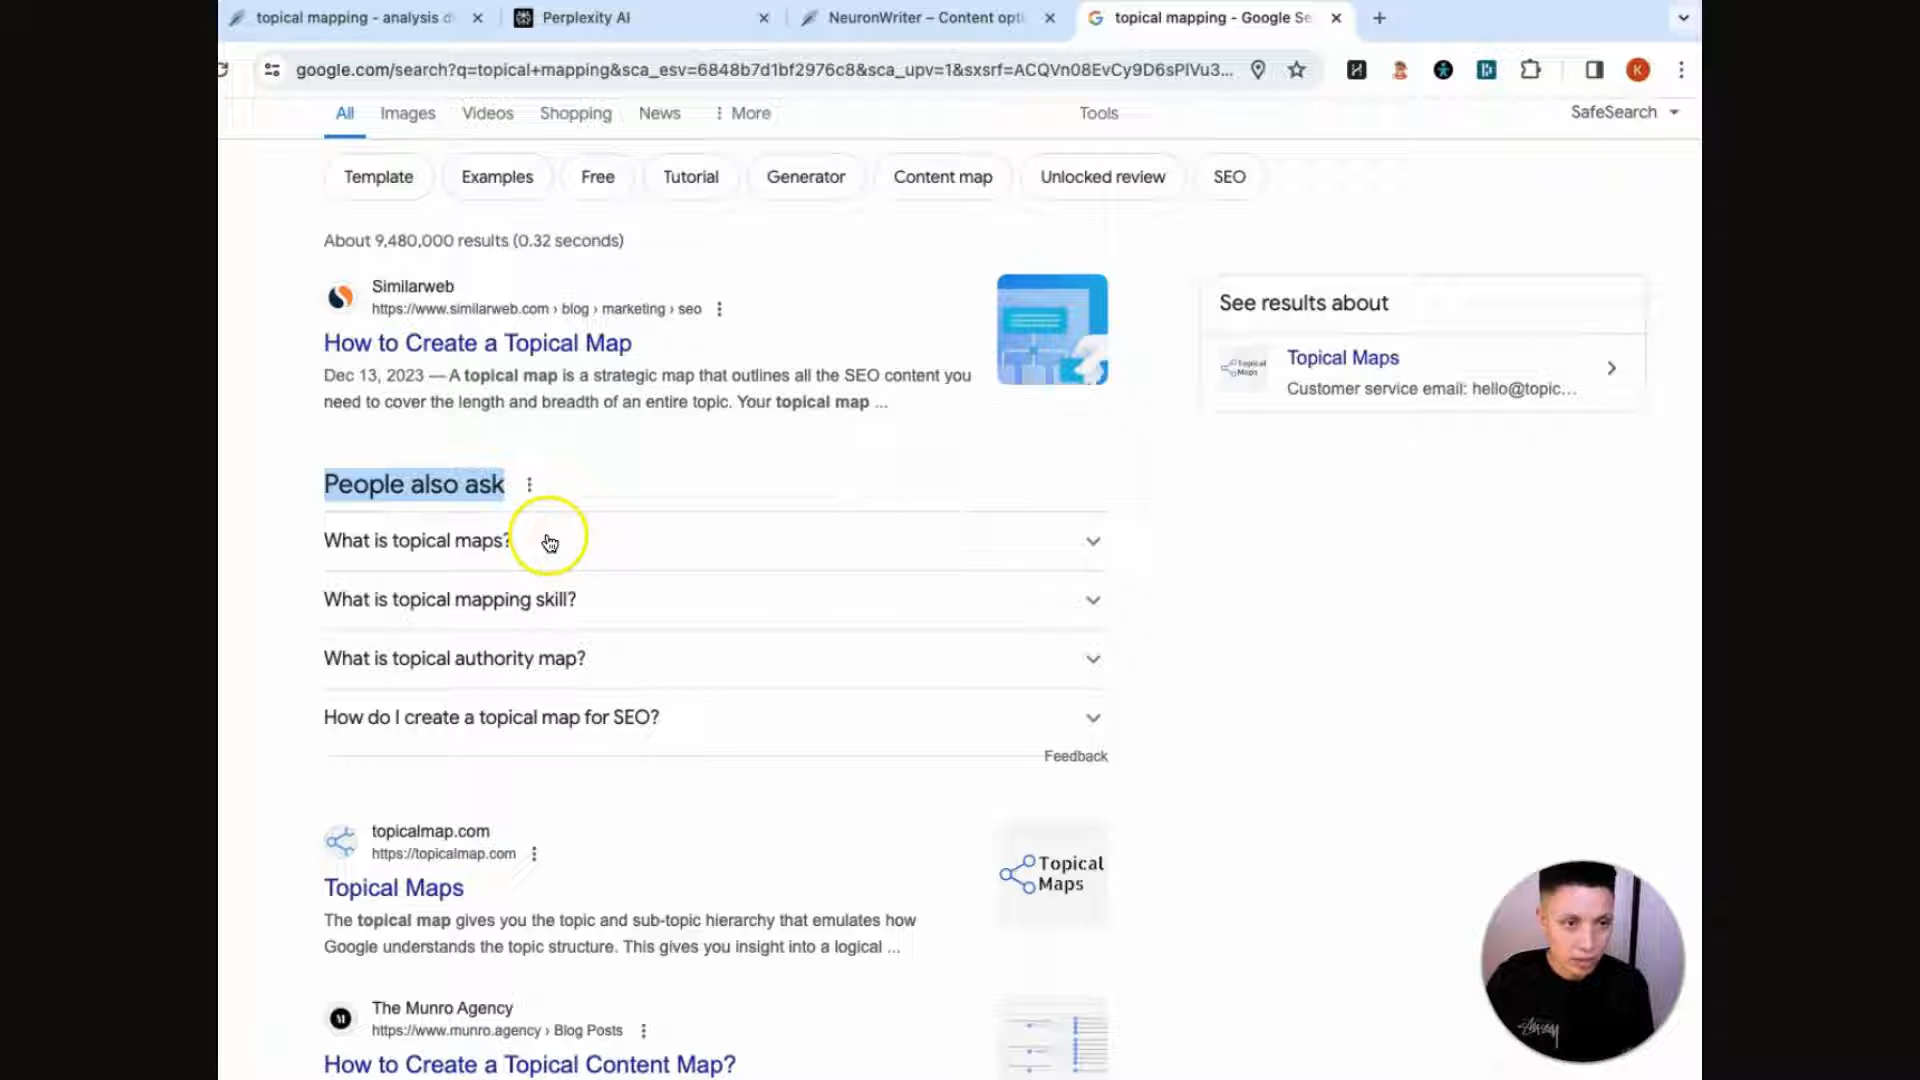 topical mapping - analysis d
Perplexity AI
NeuronWriter – Content opti
topical mapping - Google Se
google.com/search?q=topical+mapping&sca_esv=6848b7d1bf2976c8&sca_upv=1&sxsrf=ACQVn08EvCy9D6sPIVu3...
K
All
Images
Videos
Shopping
News
More
Tools
SafeSearch
Template
Examples
Free
Tutorial
Generator
Content map
Unlocked review
SEO
About 9,480,000 results (0.32 seconds)
Similarweb
https://www.similarweb.com › blog › marketing › seo
How to Create a Topical Map
Dec 13, 2023 — A topical map is a strategic map that outlines all the SEO content you
need to cover the length and breadth of an entire topic. Your topical map ...
See results about
Topical Maps
Topical
Maps
Customer service email: hello@topic...
People also ask
What is topical maps?
What is topical mapping skill?
What is topical authority map?
How do I create a topical map for SEO?
Feedback
topicalmap.com
https://topicalmap.com
Topical Maps
The topical map gives you the topic and sub-topic hierarchy that emulates how
Google understands the topic structure. This gives you insight into a logical ...
Topical
Maps
The Munro Agency
https://www.munro.agency › Blog Posts
How to Create a Topical Content Map?